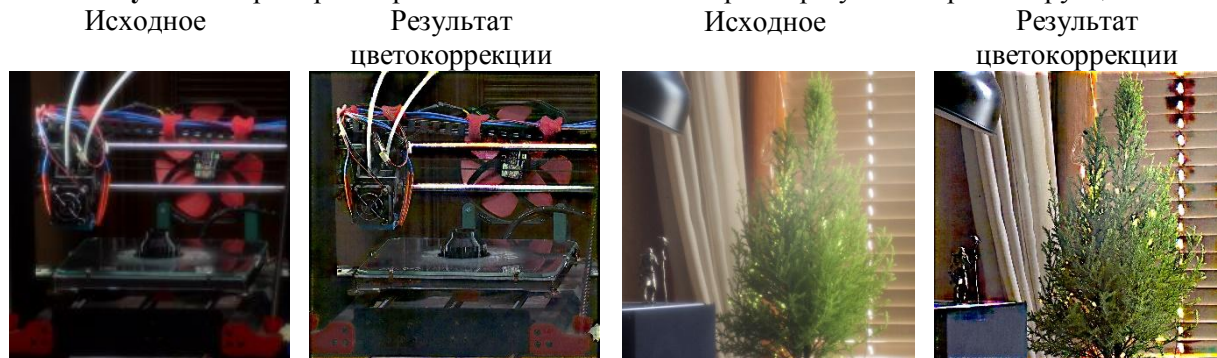 Исходное
Результат
цветокоррекции
Исходное
Результат
цветокоррекции